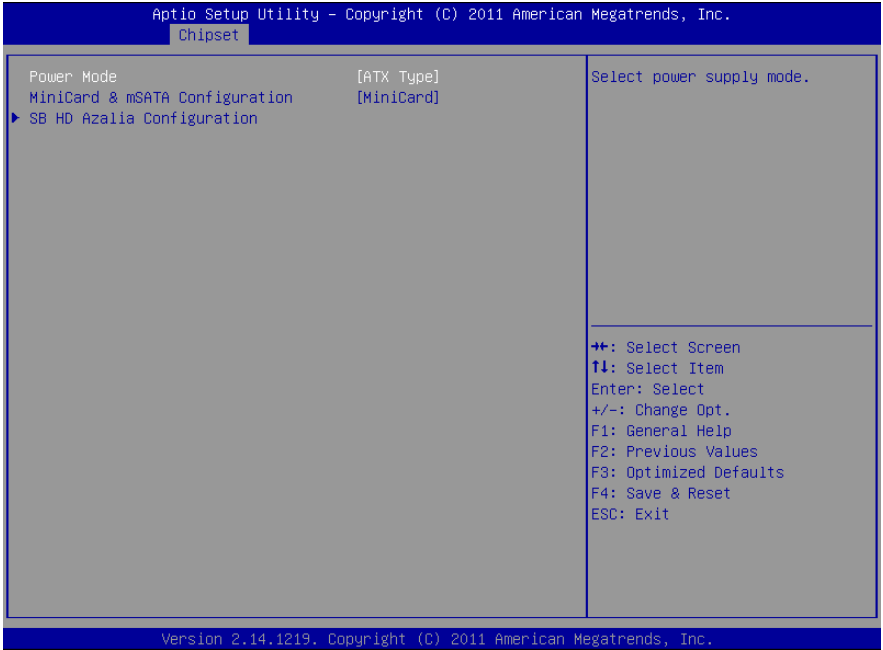 Aptio Setup Utility – Copyright (C) 2011 American Megatrends, Inc.
Chipset
Power Mode [ATX Type]
MiniCard & mSATA Configuration [MiniCard]
▶ SB HD Azalia Configuration
Select power supply mode.
→←: Select Screen
↑↓: Select Item
Enter: Select
+/-: Change Opt.
F1: General Help
F2: Previous Values
F3: Optimized Defaults
F4: Save & Reset
ESC: Exit
Version 2.14.1219. Copyright (C) 2011 American Megatrends, Inc.